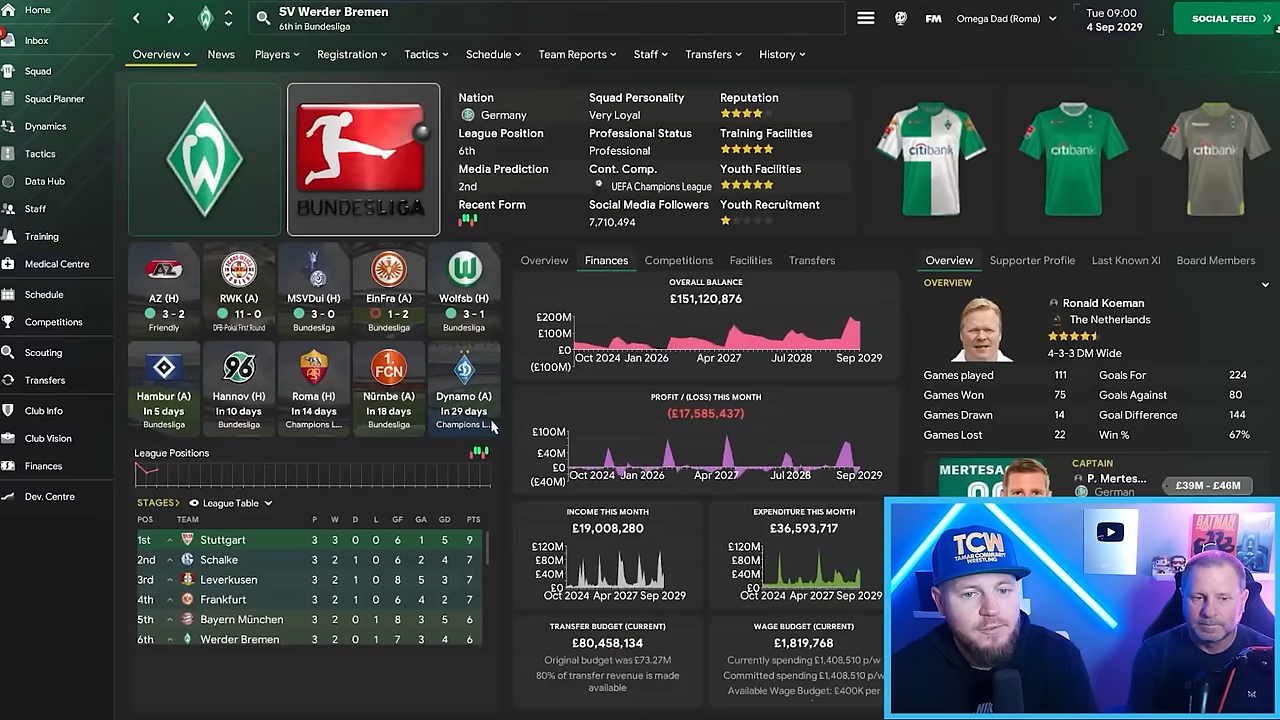 Home
SV Werder Bremen
6th in Bundesliga
FM
Omega Dad (Roma)
Tue 09:00
4 Sep 2029
SOCIAL FEED
Inbox
Overview
News
Players
Registration
Tactics
Schedule
Team Reports
Staff
Transfers
History
Squad
Squad Planner
Dynamics
Tactics
Data Hub
Staff
Training
Medical Centre
Schedule
Competitions
Scouting
Transfers
Club Info
Club Vision
Finances
Dev. Centre
BUNDESLIGA
Nation
Germany
League Position
6th
Media Prediction
2nd
Recent Form
Squad Personality
Very Loyal
Professional Status
Professional
Cont. Comp.
UEFA Champions League
Social Media Followers
7,710,494
Reputation
Training Facilities
Youth Facilities
Youth Recruitment
citibank
citibank
citibank
AZ (H)
3 - 2
Friendly
RWK (A)
11 - 0
DFB-Pokal First Round
MSVDui (H)
3 - 0
Bundesliga
EinFra (A)
1 - 2
Bundesliga
Wolfsb (H)
3 - 1
Bundesliga
Hambur (A)
In 5 days
Bundesliga
Hannov (H)
In 10 days
Bundesliga
Roma (H)
In 14 days
Champions L...
1.
FCN
Nürnbe (A)
In 18 days
Bundesliga
Dynamo (A)
In 29 days
Champions L...
League Positions
STAGES>
League Table
POS TEAM P W D L GF GA GD PTS
1st Stuttgart 3 3 0 0 6 1 5 9
2nd Schalke 3 2 1 0 6 2 4 7
3rd Leverkusen 3 2 1 0 8 5 3 7
4th Frankfurt 3 2 1 0 6 4 2 7
5th Bayern München 3 2 0 1 8 3 5 6
6th Werder Bremen 3 2 0 1 7 3 4 6
Overview
Finances
Competitions
Facilities
Transfers
OVERALL BALANCE
£151,120,876
£200M
£100M
£0
(£100M)
Oct 2024 Jan 2026 Apr 2027 Jul 2028 Sep 2029
PROFIT / (LOSS) THIS MONTH
(£17,585,437)
£100M
£40M
£0
(£40M)
Oct 2024 Jan 2026 Apr 2027 Jul 2028 Sep 2029
INCOME THIS MONTH
£19,008,280
£120M
£80M
£40M
£0
Oct 2024 Apr 2027 Sep 2029
EXPENDITURE THIS MONTH
£36,593,717
£120M
£80M
£40M
£0
Oct 2024 Apr 2027 Sep 2029
TRANSFER BUDGET (CURRENT)
£80,458,134
Original budget was £73.27M
80% of transfer revenue is made
available
WAGE BUDGET (CURRENT)
£1,819,768
Currently spending £1,408,510 p/w
Committed spending £1,408,510 p/w
Available Wage Budget: £400K per
Overview
Supporter Profile
Last Known XI
Board Members
OVERVIEW
Ronald Koeman
The Netherlands
4-3-3 DM Wide
Games played 111 Goals For 224
Games Won 75 Goals Against 80
Games Drawn 14 Goal Difference 144
Games Lost 22 Win % 67%
MERTESA
CAPTAIN
P. Mertes...
German
£39M - £46M
TCW
TAMAR COMMUNITY
WRESTLING
BATMAN